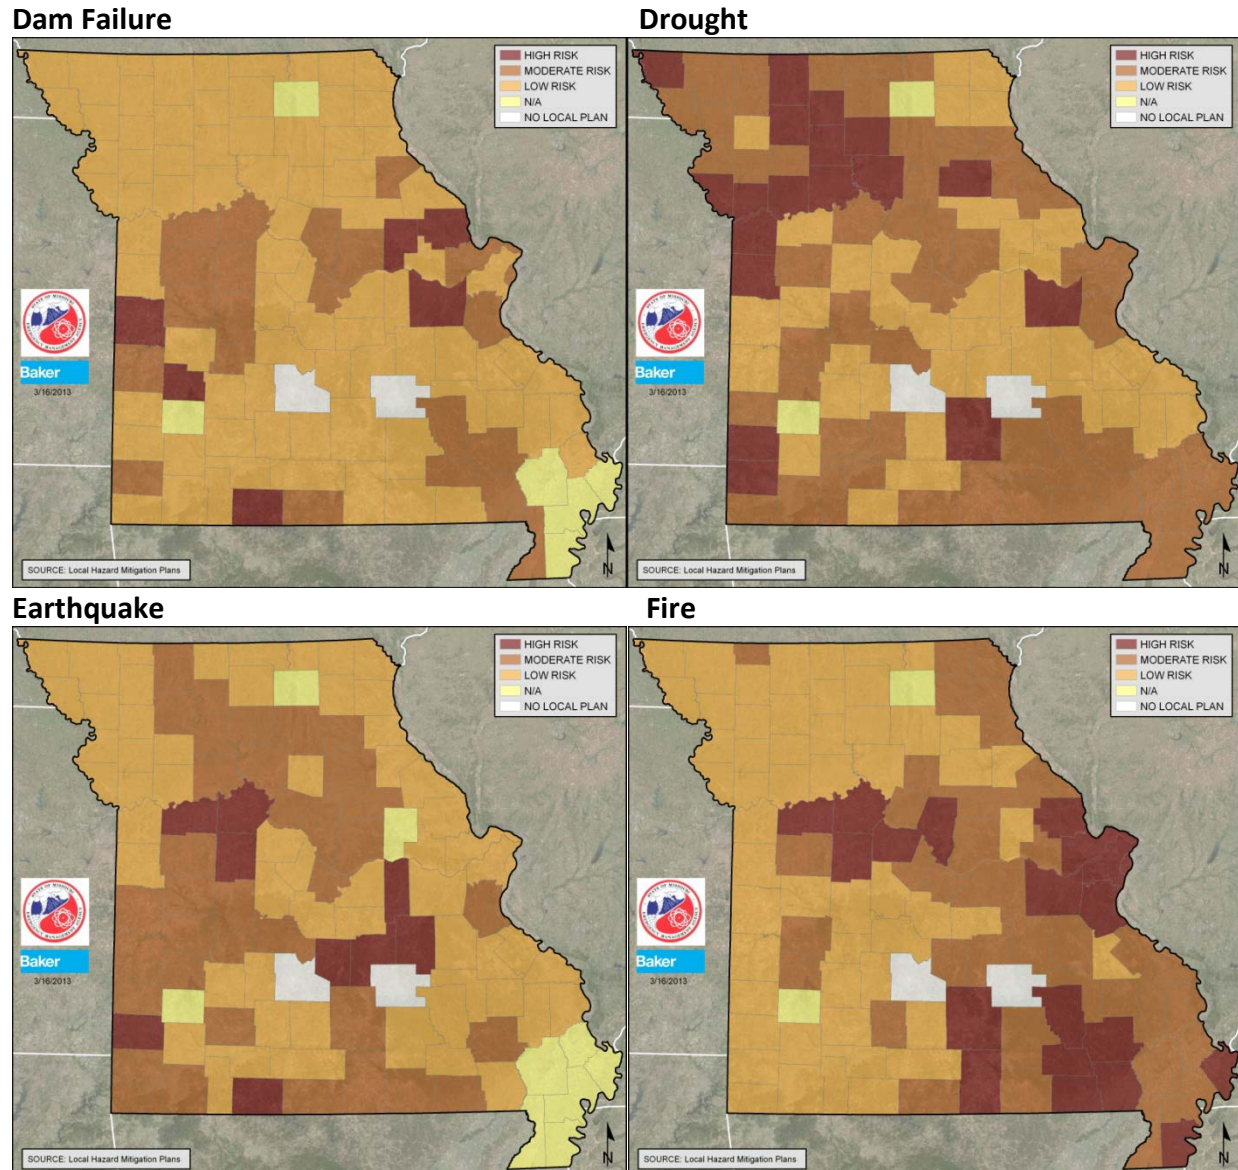 Dam Failure
Drought
HIGH RISK
MODERATE RISK
LOW RISK
N/A
NO LOCAL PLAN
Baker
3/16/2013
SOURCE: Local Hazard Mitigation Plans
N
HIGH RISK
MODERATE RISK
LOW RISK
N/A
NO LOCAL PLAN
Baker
3/16/2013
SOURCE: Local Hazard Mitigation Plans
N
Earthquake
Fire
HIGH RISK
MODERATE RISK
LOW RISK
N/A
NO LOCAL PLAN
Baker
3/16/2013
SOURCE: Local Hazard Mitigation Plans
N
HIGH RISK
MODERATE RISK
LOW RISK
N/A
NO LOCAL PLAN
Baker
3/16/2013
SOURCE: Local Hazard Mitigation Plans
N